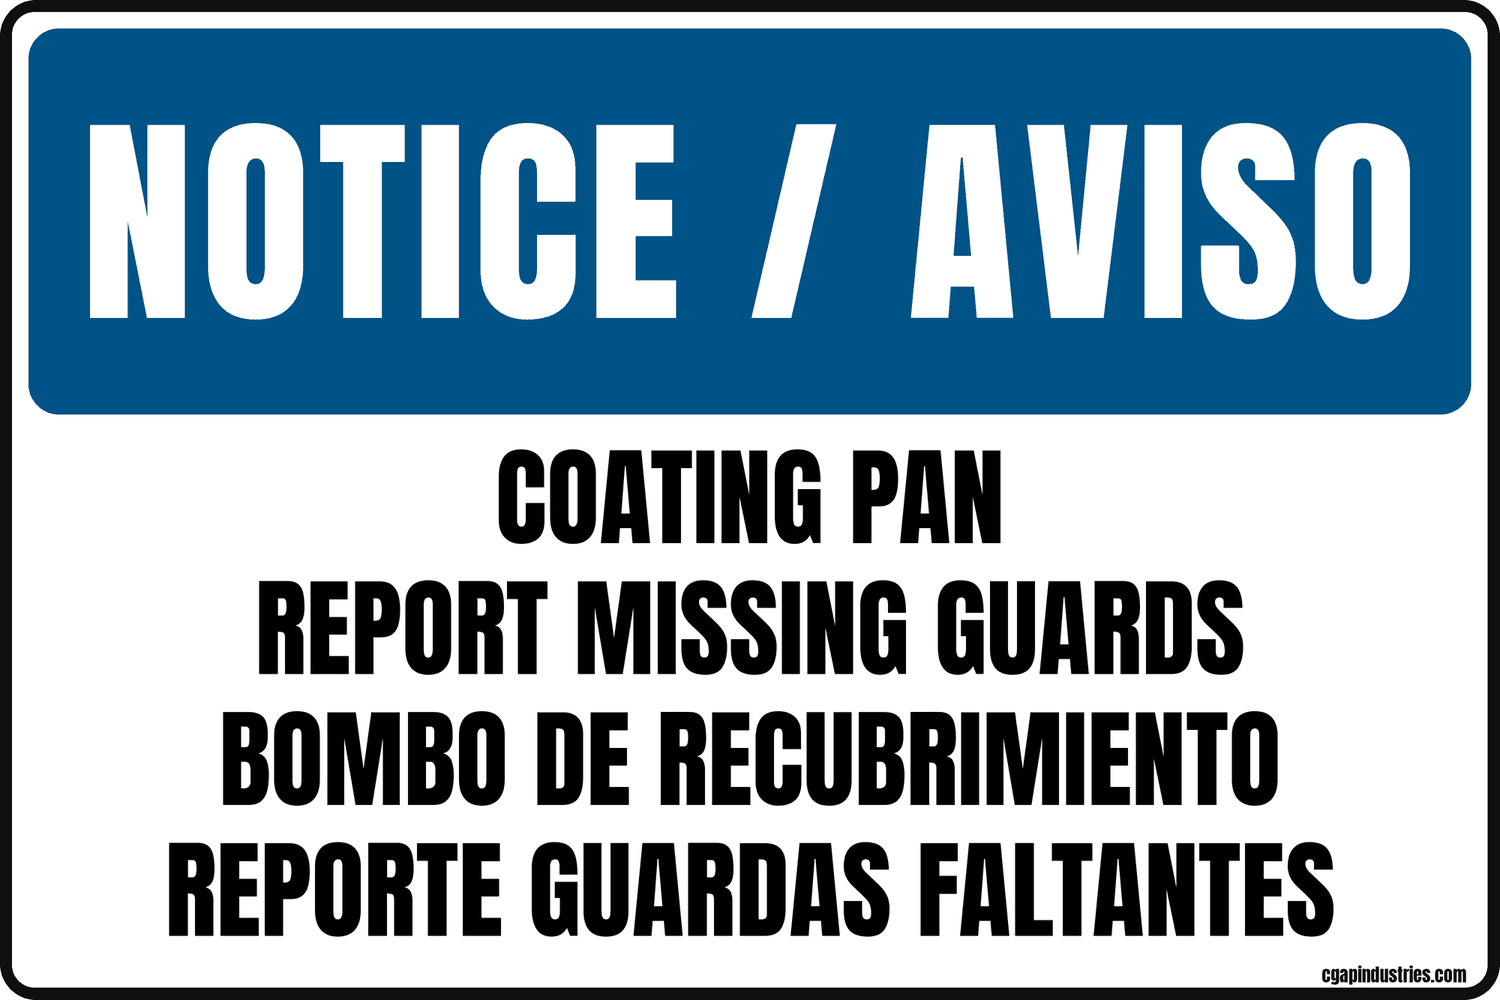 NOTICE / AVISO
COATING PAN
REPORT MISSING GUARDS
BOMBO DE RECUBRIMIENTO
REPORTE GUARDAS FALTANTES
cgapindustries.com